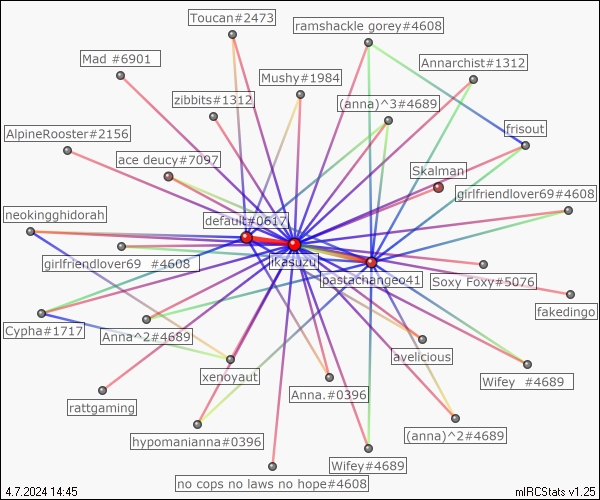 Toucan#2473
ramshackle gorey#4608
Mad #6901
Annarchist#1312
Mushy#1984
zibbits#1312
(anna)^3#4689
AlpineRooster#2156
frisout
ace deucy#7097
Skalman
girlfriendlover69#4608
neokingghidorah
default#0617
ikasuzu
girlfriendlover69 #4608
pastachangeo41
Soxy Foxy#5076
fakedingo
Cypha#1717
Anna^2#4689
ayelicious
xenoyaut
Wifey #4689
Anna.#0396
rattgaming
hypomanianna#0396
(anna)^2#4689
Wifey#4689
no cops no laws no hope#4608
4.7.2024 14:45
mIRCStats v1.25